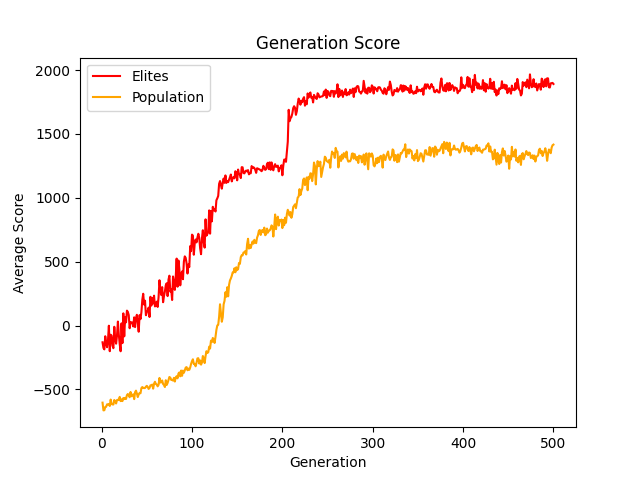 Generation Score
Elites
Population
Average Score
2000
1500
1000
500
0
−500
0 100 200 300 400 500
Generation